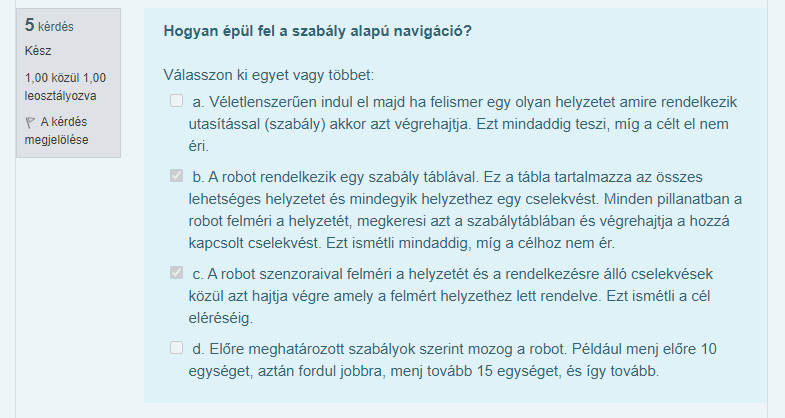 5 kérdés
Kész
1,00 közül 1,00
leosztályozva
A kérdés
megjelölése
Hogyan épül fel a szabály alapú navigáció?
Válasszon ki egyet vagy többet:
a. Véletlenszerűen indul el majd ha felismer egy olyan helyzetet amire rendelkezik
utasítással (szabály) akkor azt végrehajtja. Ezt mindaddig teszi, míg a célt el nem
éri.
b. A robot rendelkezik egy szabály táblával. Ez a tábla tartalmazza az összes
lehetséges helyzetet és mindegyik helyzethez egy cselekvést. Minden pillanatban a
robot felméri a helyzetét, megkeresi azt a szabálytáblában és végrehajtja a hozzá
kapcsolt cselekvést. Ezt ismétli mindaddig, míg a célhoz nem ér.
c. A robot szenzoraival felméri a helyzetét és a rendelkezésre álló cselekvések
közül azt hajtja végre amely a felmért helyzethez lett rendelve. Ezt ismétli a cél
eléréséig.
d. Előre meghatározott szabályok szerint mozog a robot. Például menj előre 10
egységet, aztán fordul jobbra, menj tovább 15 egységet, és így tovább.